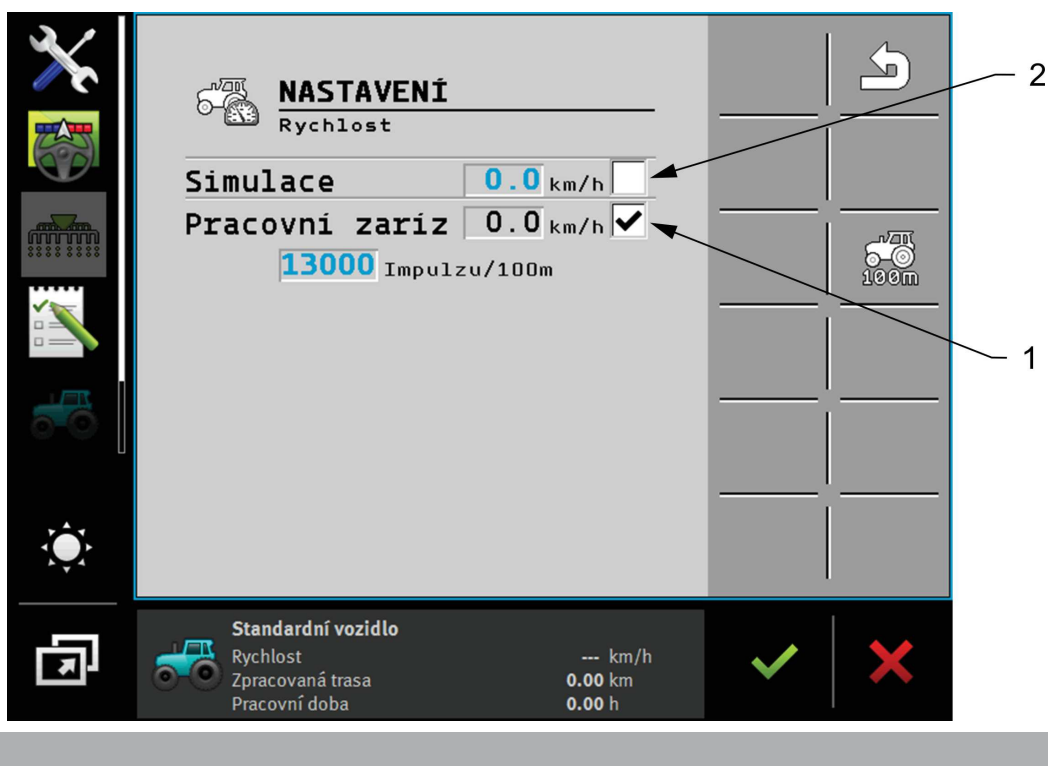 NASTAVENÍ
Rychlost
Simulace 0.0 km/h
Pracovní zaríz 0.0 km/h
13000 Impulzu/100m
100m
2
1
Standardní vozidlo
Rychlost --- km/h
Zpracovaná trasa 0.00 km
Pracovní doba 0.00 h